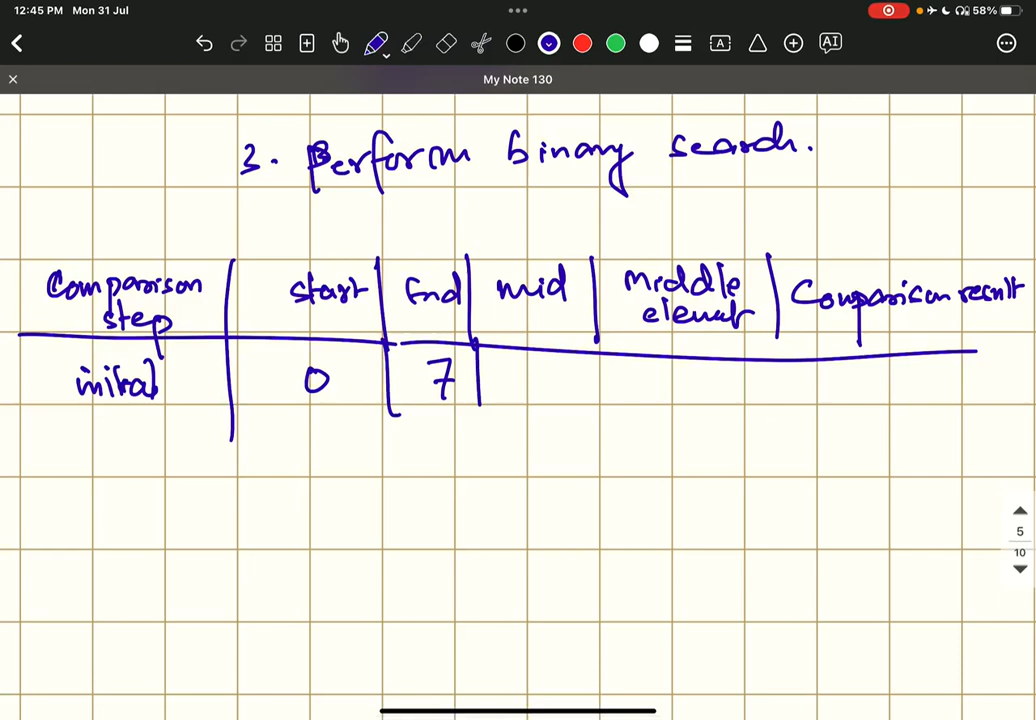 12:45 PM Mon 31 Jul
58%
A
AI
My Note 130
3. Perform binary search.
Comparison step
start
End
mid
Middle element
Comparison result
initial
0
7
5
10